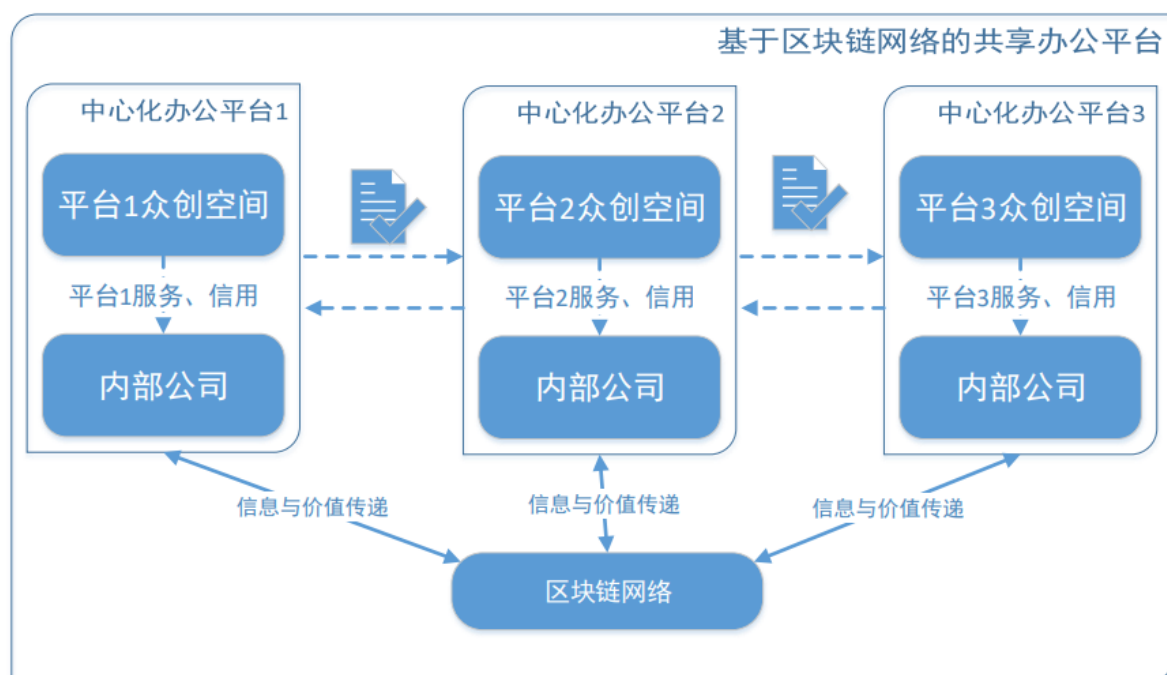 基于区块链网络的共享办公平台
中心化办公平台1
中心化办公平台2
中心化办公平台3
平台1众创空间
平台2众创空间
平台3众创空间
平台1服务、信用
平台2服务、信用
平台3服务、信用
内部公司
内部公司
内部公司
信息与价值传递
信息与价值传递
信息与价值传递
区块链网络